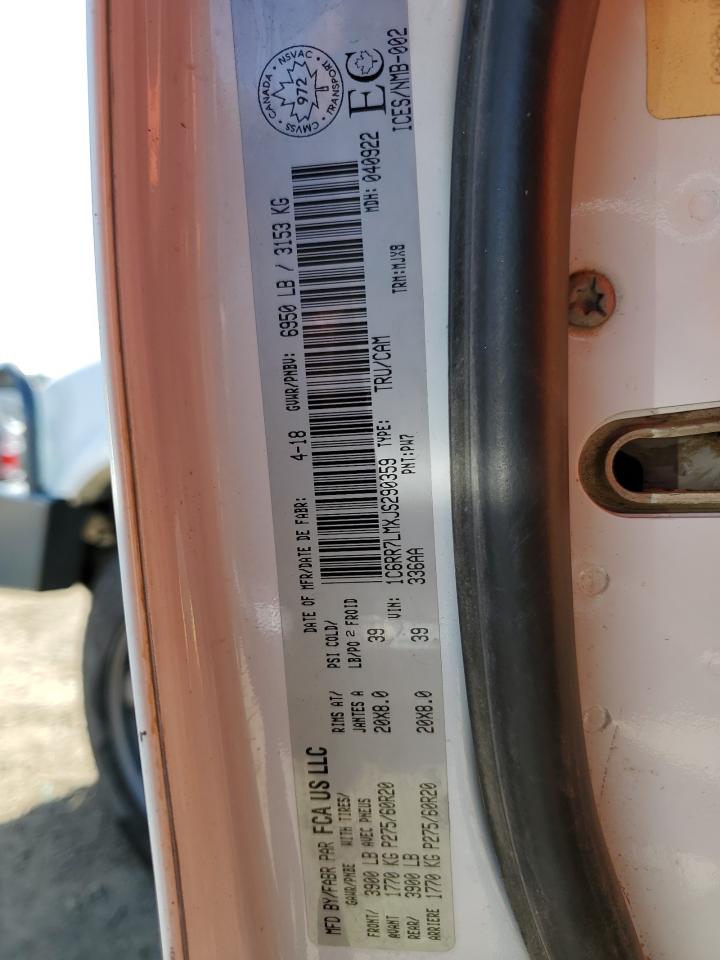 MFD BY/FABR PAR FCA US LLC
DATE OF MFR/DATE DE FABR: 4-18 GVWR/PNBV: 6950 LB / 3153 KG
GAWR/PNBE WITH TIRES/ RIMS AT/ PSI COLD/
AVEC PNEUS JANTES A LB/PO 2 FROID
FRONT/ 3900 LB
AVANT 1770 KG P275/60R20 20X8.0 39
REAR/ 3900 LB
ARRIERE 1770 KG P275/60R20 20X8.0 39
MDH: 040922
VIN: 1C6RR7LMXJS290359 TYPE: TRU/CAM TRM:MJX8
336AA PNT:PW7
CANADA • NSVAC • TRANSPORT • CMVSS
972
EC
ICES/NMB-002